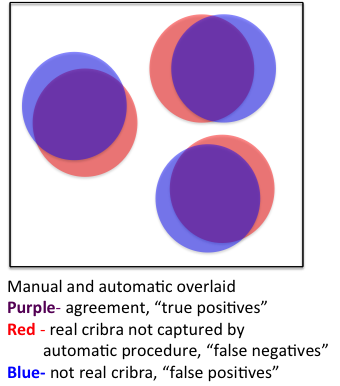 Manual and automatic overlaid
Purple- agreement, “true positives”
Red - real cribra not captured by
automatic procedure, “false negatives”
Blue- not real cribra, “false positives”